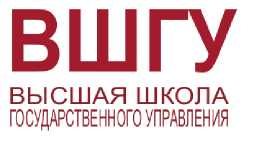 ВШГУ
ВЫСШАЯ ШКОЛА
ГОСУДАРСТВЕННОГО УПРАВЛЕНИЯ